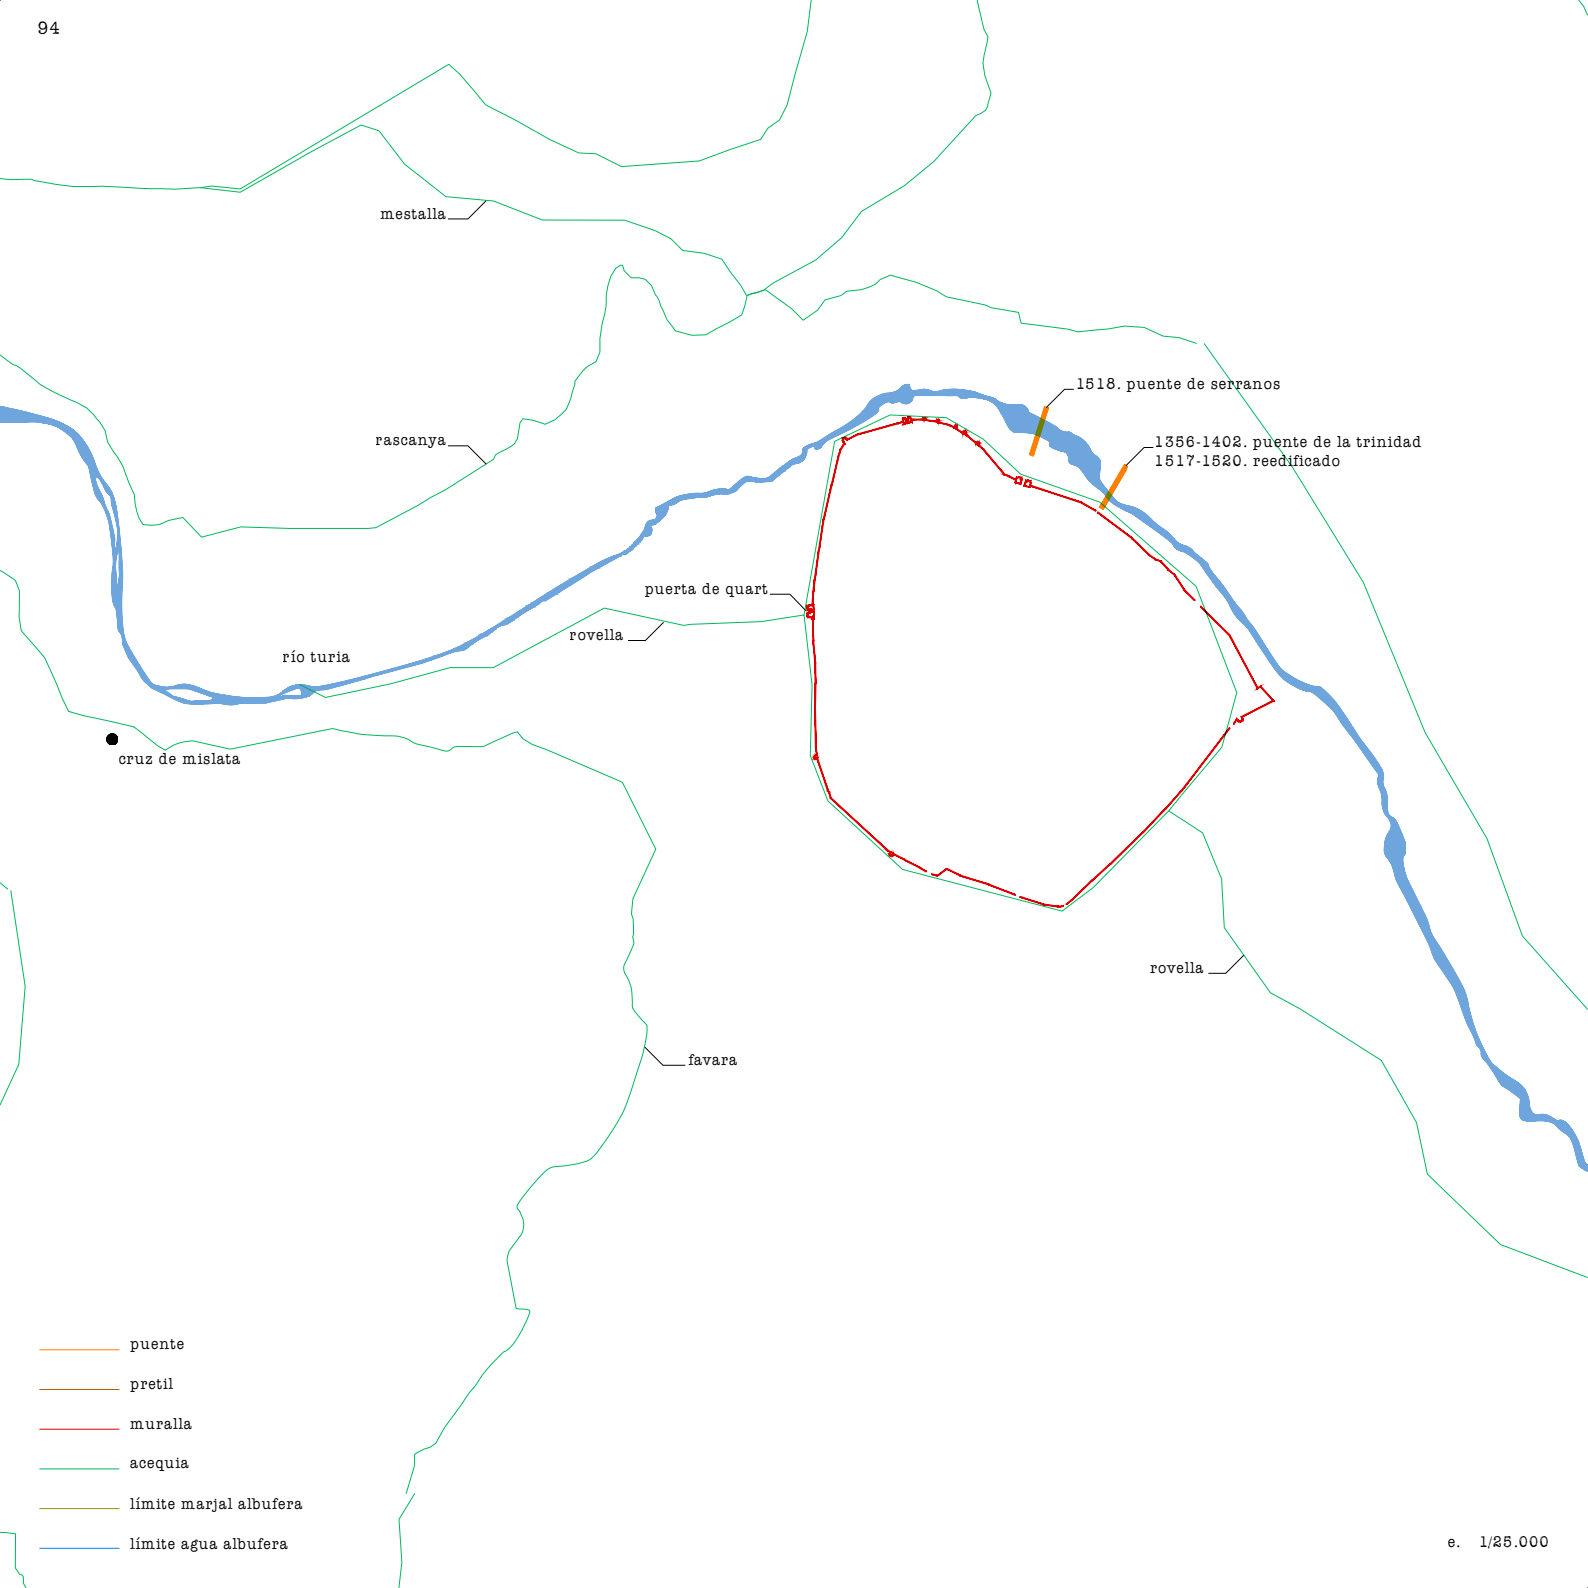 94
mestalla
1518. puente de serranos
rascanya
1356-1402. puente de la trinidad
1517-1520. reedificado
puerta de quart
rovella
río turia
cruz de mislata
rovella
favara
puente
pretil
muralla
acequia
límite marjal albufera
límite agua albufera
e. 1/25.000